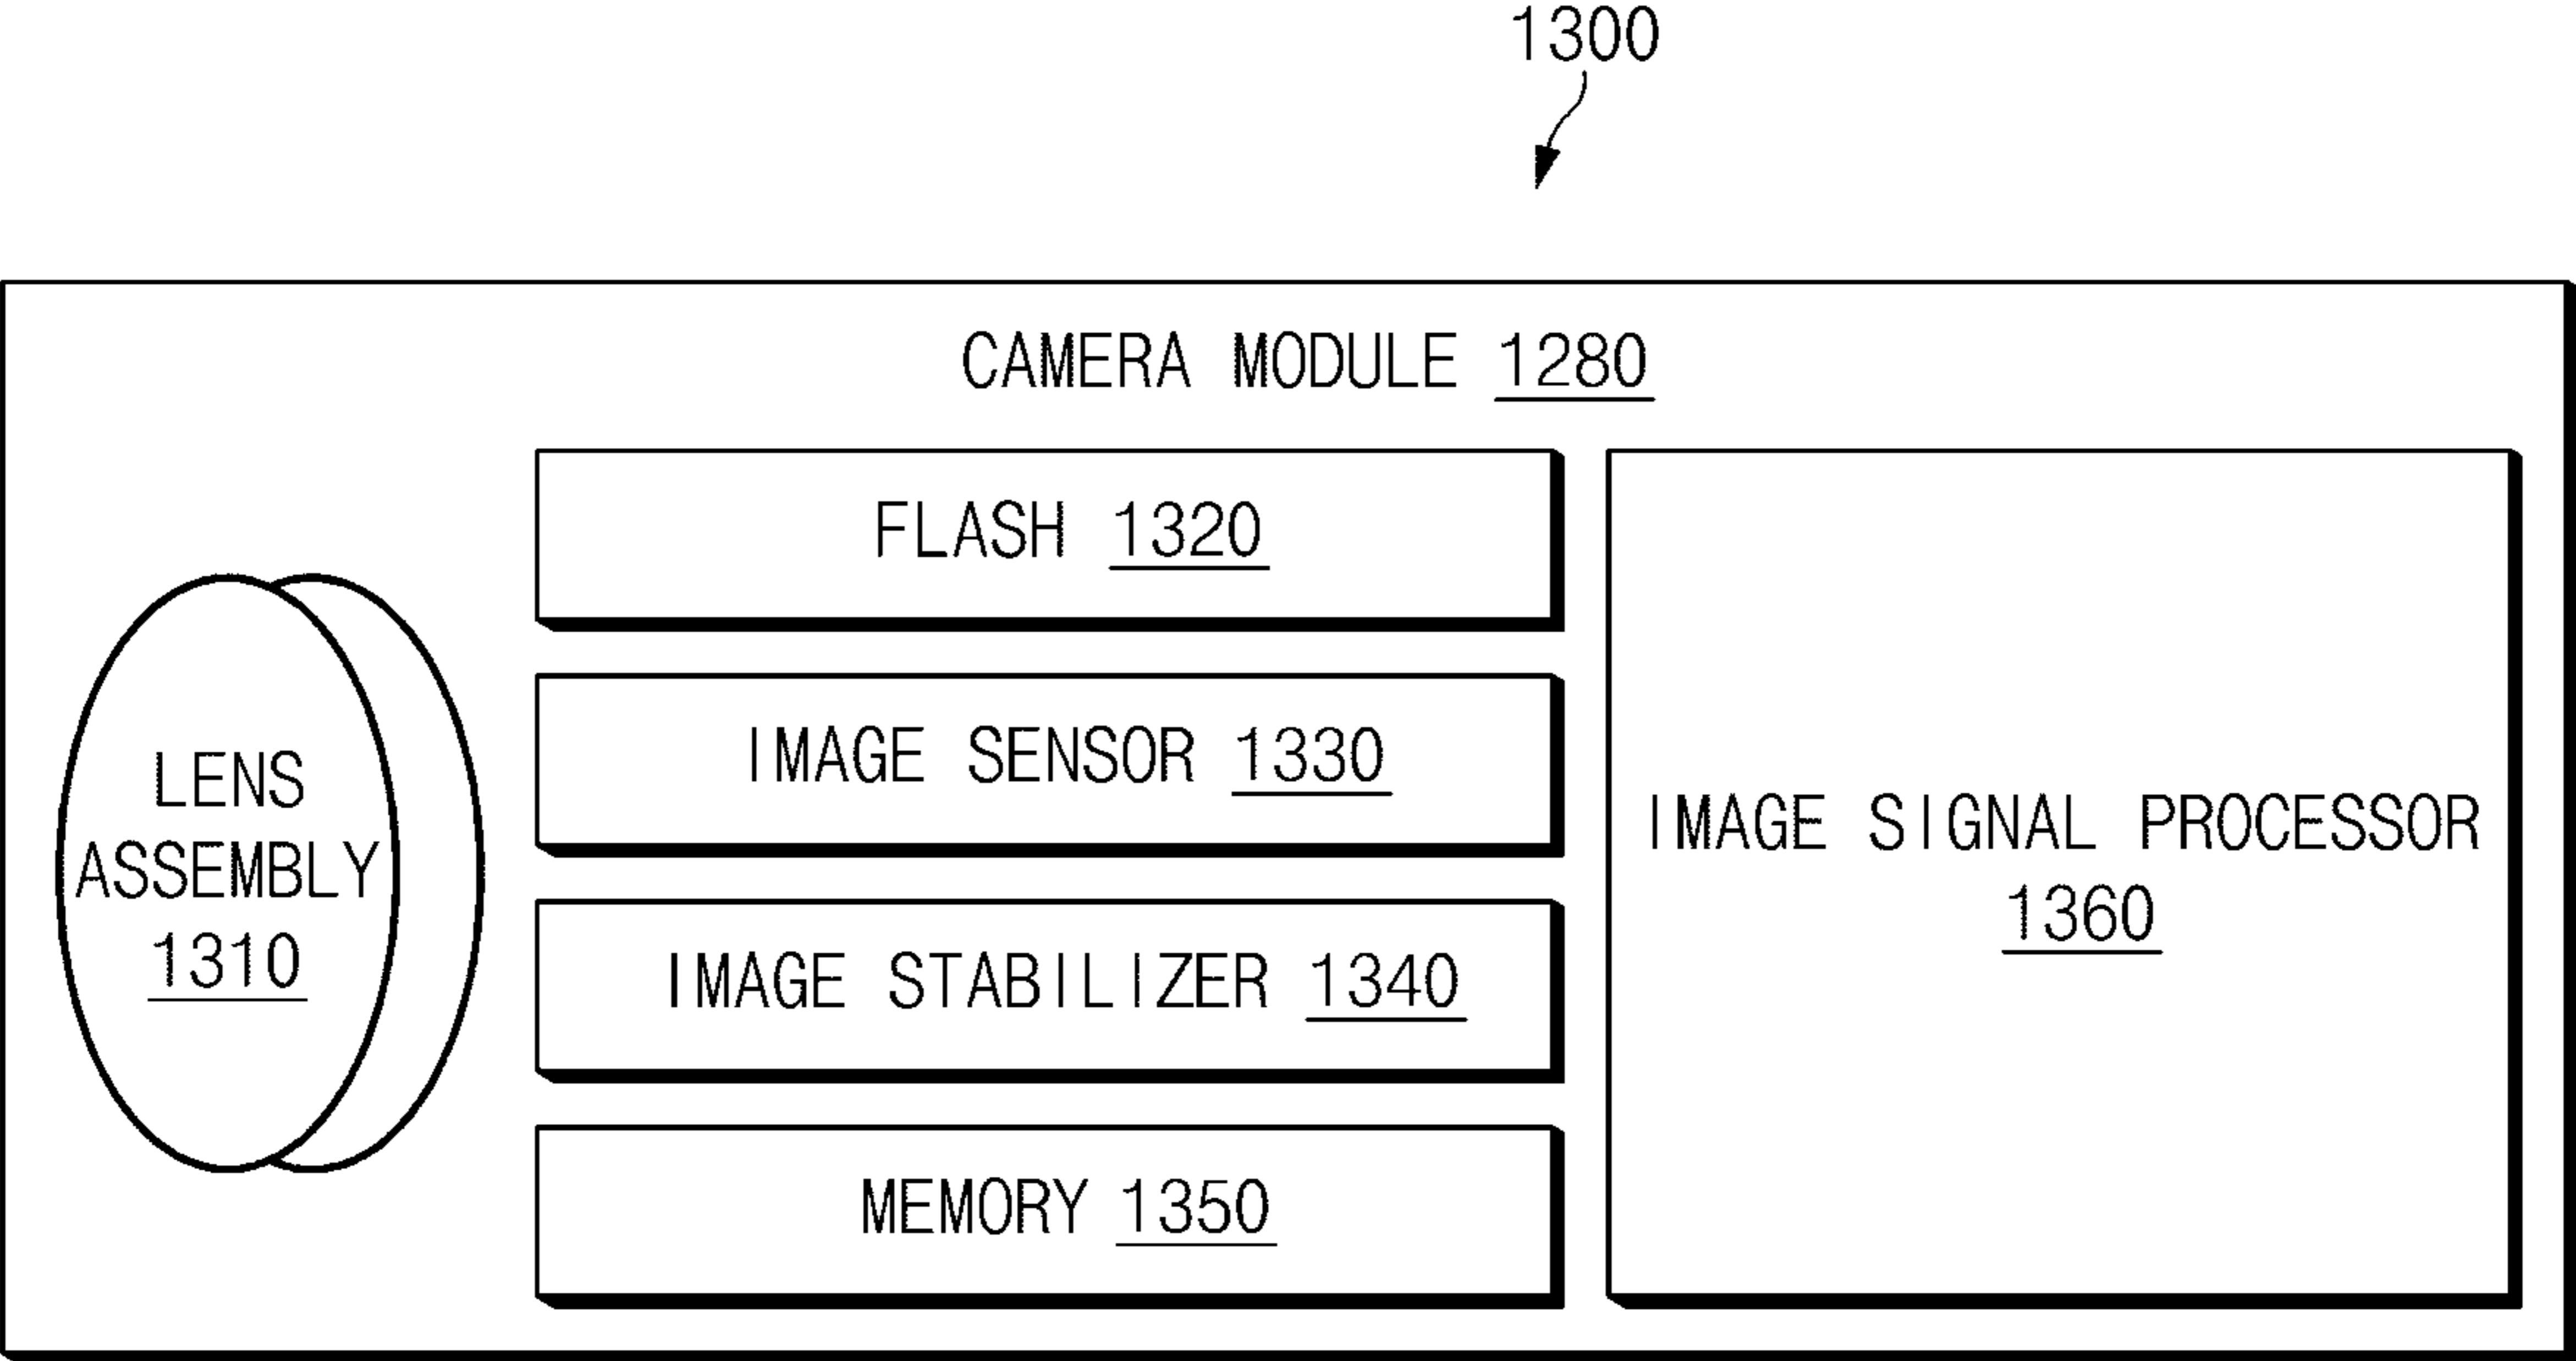 1300
CAMERA MODULE 1280
LENS
ASSEMBLY
1310
FLASH 1320
IMAGE SENSOR 1330
IMAGE STABILIZER 1340
MEMORY 1350
IMAGE SIGNAL PROCESSOR
1360